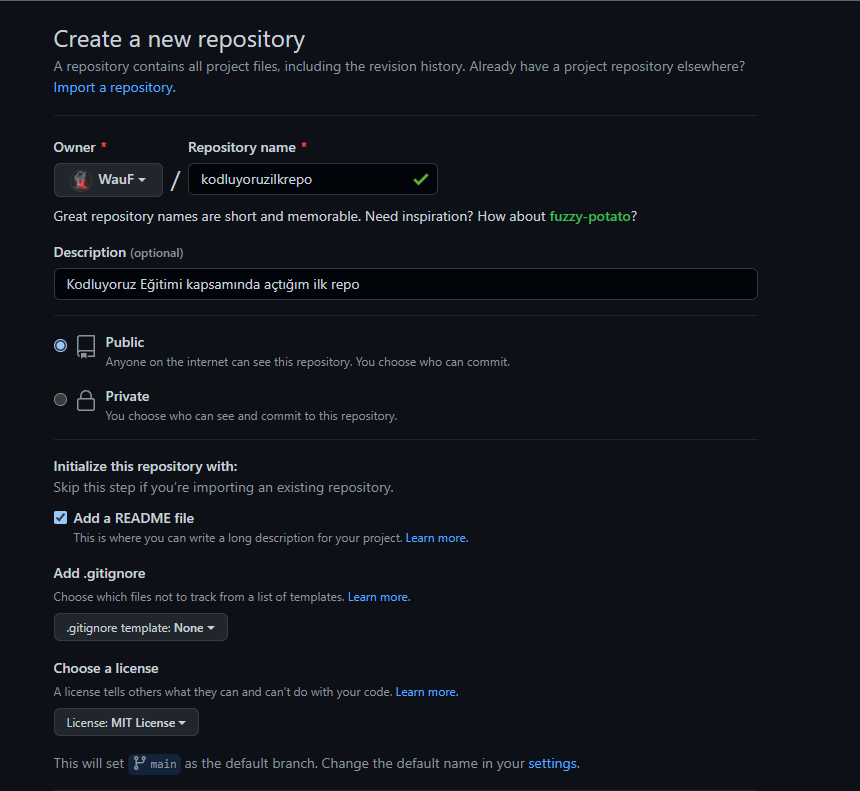 Create a new repository
A repository contains all project files, including the revision history. Already have a project repository elsewhere?
Import a repository.
Owner * Repository name *
WauF / kodluyoruzilkrepo
Great repository names are short and memorable. Need inspiration? How about fuzzy-potato?
Description (optional)
Kodluyoruz Eğitimi kapsamında açtığım ilk repo
Public
Anyone on the internet can see this repository. You choose who can commit.
Private
You choose who can see and commit to this repository.
Initialize this repository with:
Skip this step if you're importing an existing repository.
Add a README file
This is where you can write a long description for your project. Learn more.
Add .gitignore
Choose which files not to track from a list of templates. Learn more.
.gitignore template: None
Choose a license
A license tells others what they can and can't do with your code. Learn more.
License: MIT License
This will set main as the default branch. Change the default name in your settings.